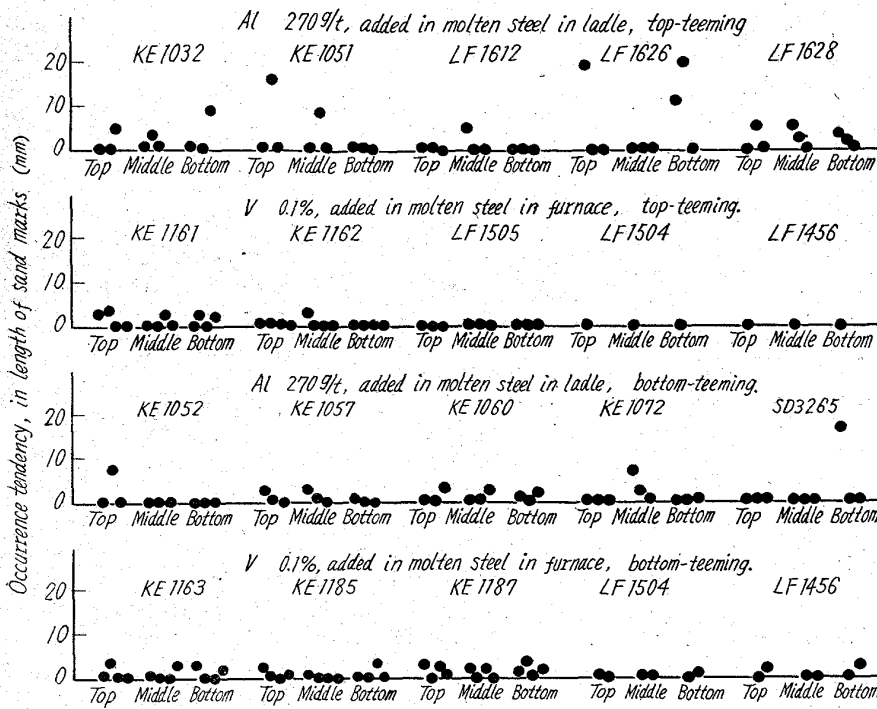 Al 270g/t, added in molten steel in ladle, top-teeming
KE 1032 KE 1051 LF 1612 LF 1626 LF 1628
20
10
0
Top Middle Bottom Top Middle Bottom Top Middle Bottom Top Middle Bottom Top Middle Bottom
V 0.1%, added in molten steel in furnace, top-teeming.
KE 1161 KE 1162 LF 1505 LF 1504 LF 1456
20
10
0
Top Middle Bottom Top Middle Bottom Top Middle Bottom Top Middle Bottom Top Middle Bottom
Al 270g/t, added in molten steel in ladle, bottom-teeming.
KE 1052 KE 1057 KE 1060 KE 1072 SD3265
20
10
0
Top Middle Bottom Top Middle Bottom Top Middle Bottom Top Middle Bottom Top Middle Bottom
V 0.1%, added in molten steel in furnace, bottom-teeming.
KE 1163 KE 1185 KE 1187 LF 1504 LF 1456
20
10
0
Top Middle Bottom Top Middle Bottom Top Middle Bottom Top Middle Bottom Top Middle Bottom
Occurrence tendency, in length of sand marks (mm)